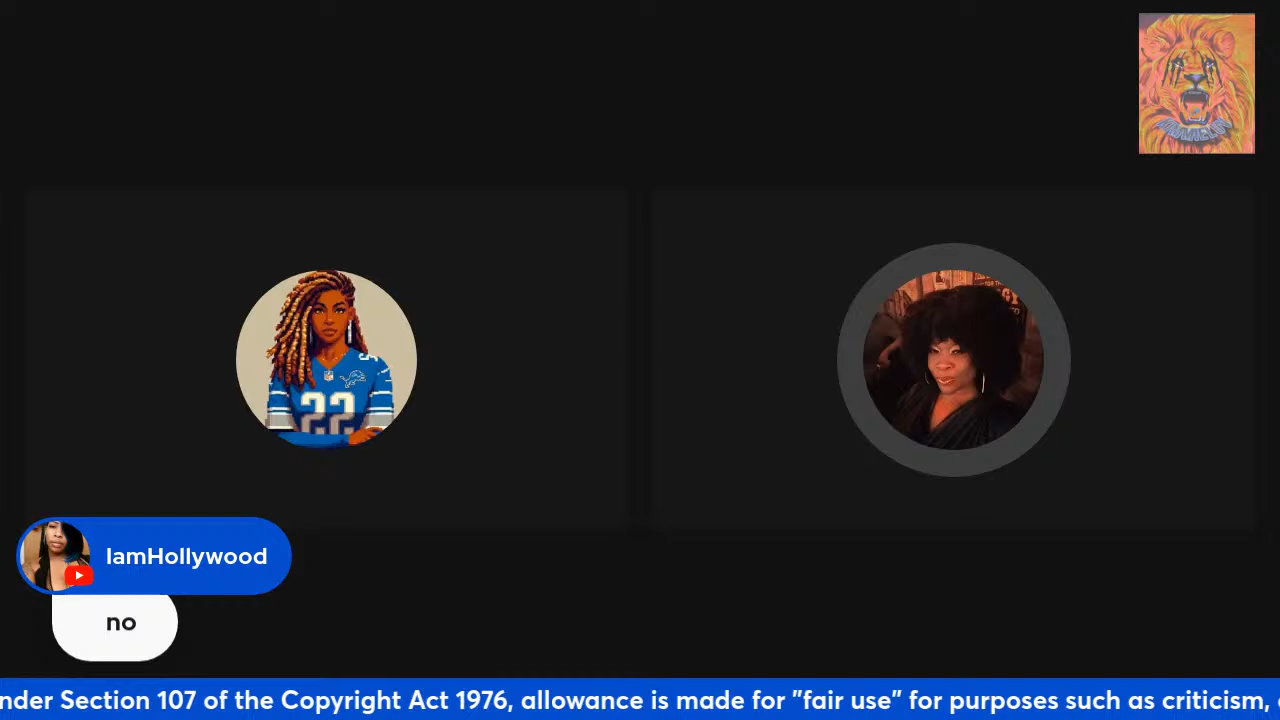 22
IamHollywood
no
nder Section 107 of the Copyright Act 1976, allowance is made for "fair use" for purposes such as criticism,